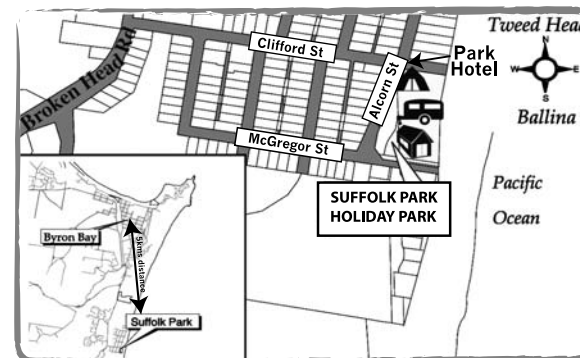 Tweed Head
N
W E
S
Ballina
Park
Hotel
Clifford St
Alcorn St
Broken Head Rd
McGregor St
SUFFOLK PARK
HOLIDAY PARK
Pacific
Ocean
Byron Bay
5kms distance
Suffolk Park